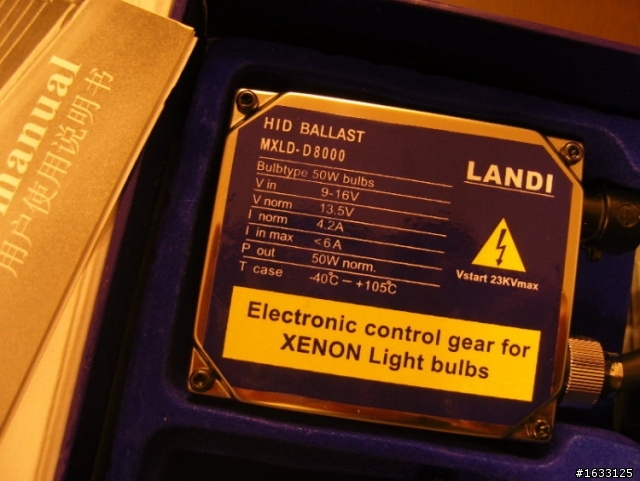 manual
用户使用说明书
HID BALLAST
MXLD-D8000
LANDI
Bulbtype 50W bulbs
V in 9-16V
V norm 13.5V
I norm 4.2A
I in max <6A
P out 50W norm.
T case -40℃ — +105℃
Vstart 23KVmax
Electronic control gear for
XENON Light bulbs
#1633125